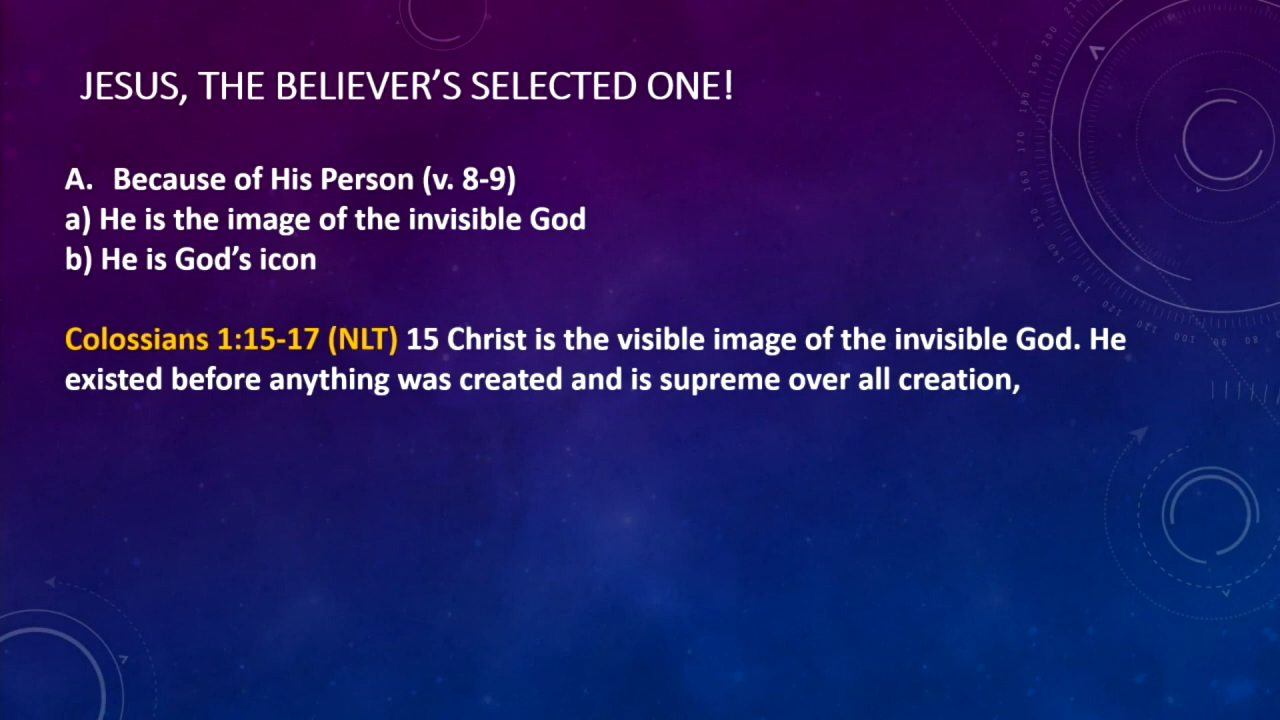 JESUS, THE BELIEVER’S SELECTED ONE!
A. Because of His Person (v. 8-9)
a) He is the image of the invisible God
b) He is God’s icon
Colossians 1:15-17 (NLT) 15 Christ is the visible image of the invisible God. He
existed before anything was created and is supreme over all creation,